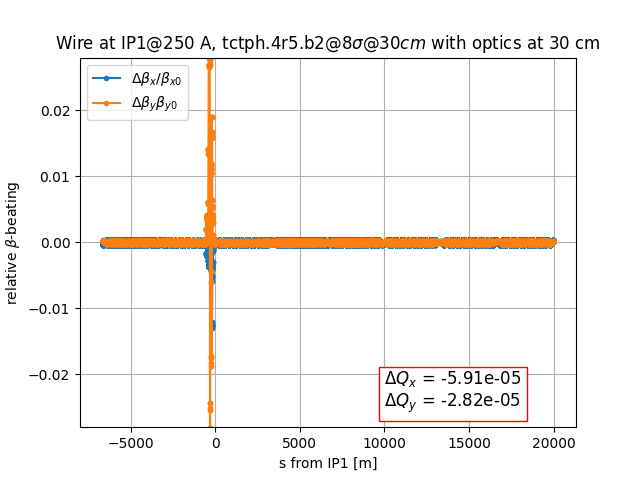 Wire at IP1@250 A, tctph.4r5.b2@8σ@30cm with optics at 30 cm
Δβx/βx0
Δβyβy0
0.02
0.01
0.00
−0.01
−0.02
relative β-beating
ΔQx = -5.91e-05
ΔQy = -2.82e-05
−5000 0 5000 10000 15000 20000
s from IP1 [m]